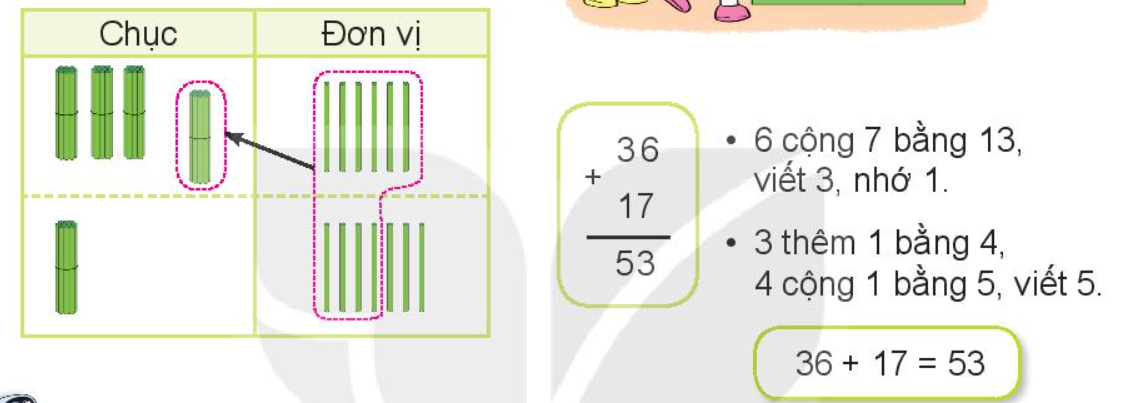 Chục Đơn vị
36
+
17
53
• 6 cộng 7 bằng 13,
viết 3, nhớ 1.
• 3 thêm 1 bằng 4,
4 cộng 1 bằng 5, viết 5.
36 + 17 = 53